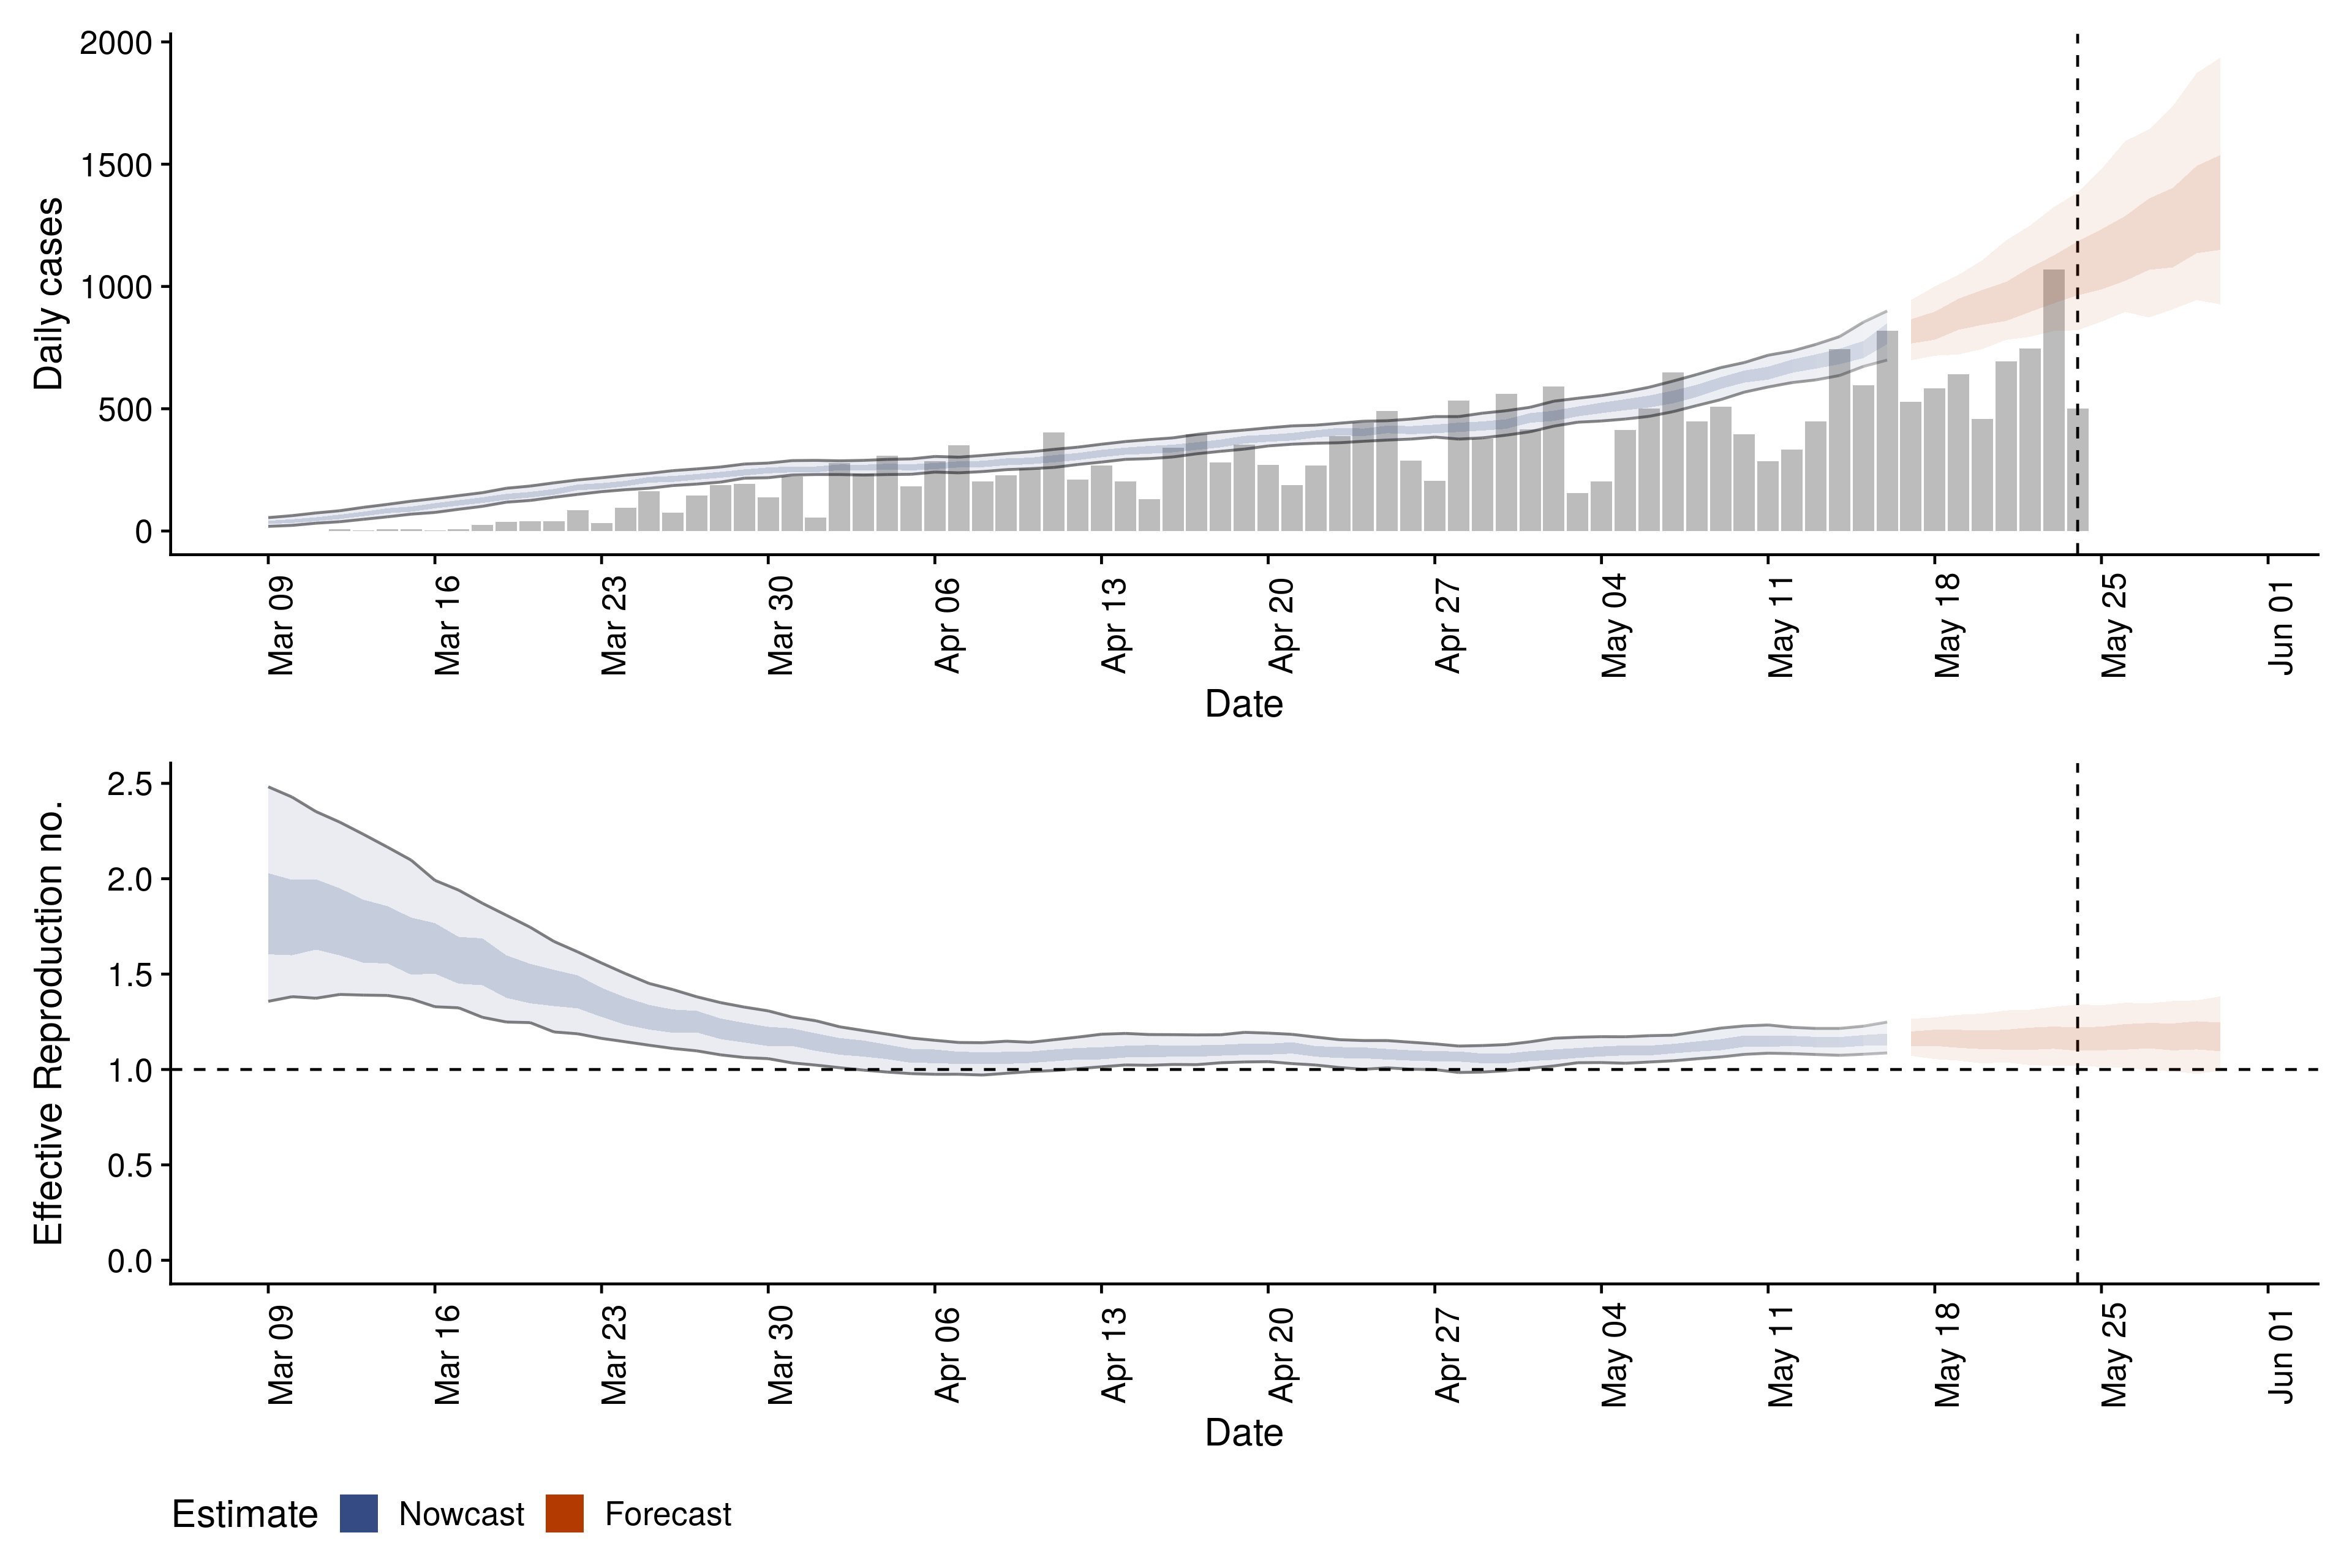 2000
1500
1000
500
0
Daily cases
Mar 09
Mar 16
Mar 23
Mar 30
Apr 06
Apr 13
Apr 20
Apr 27
May 04
May 11
May 18
May 25
Jun 01
Date
2.5
2.0
1.5
1.0
0.5
0.0
Effective Reproduction no.
Mar 09
Mar 16
Mar 23
Mar 30
Apr 06
Apr 13
Apr 20
Apr 27
May 04
May 11
May 18
May 25
Jun 01
Date
Estimate Nowcast Forecast